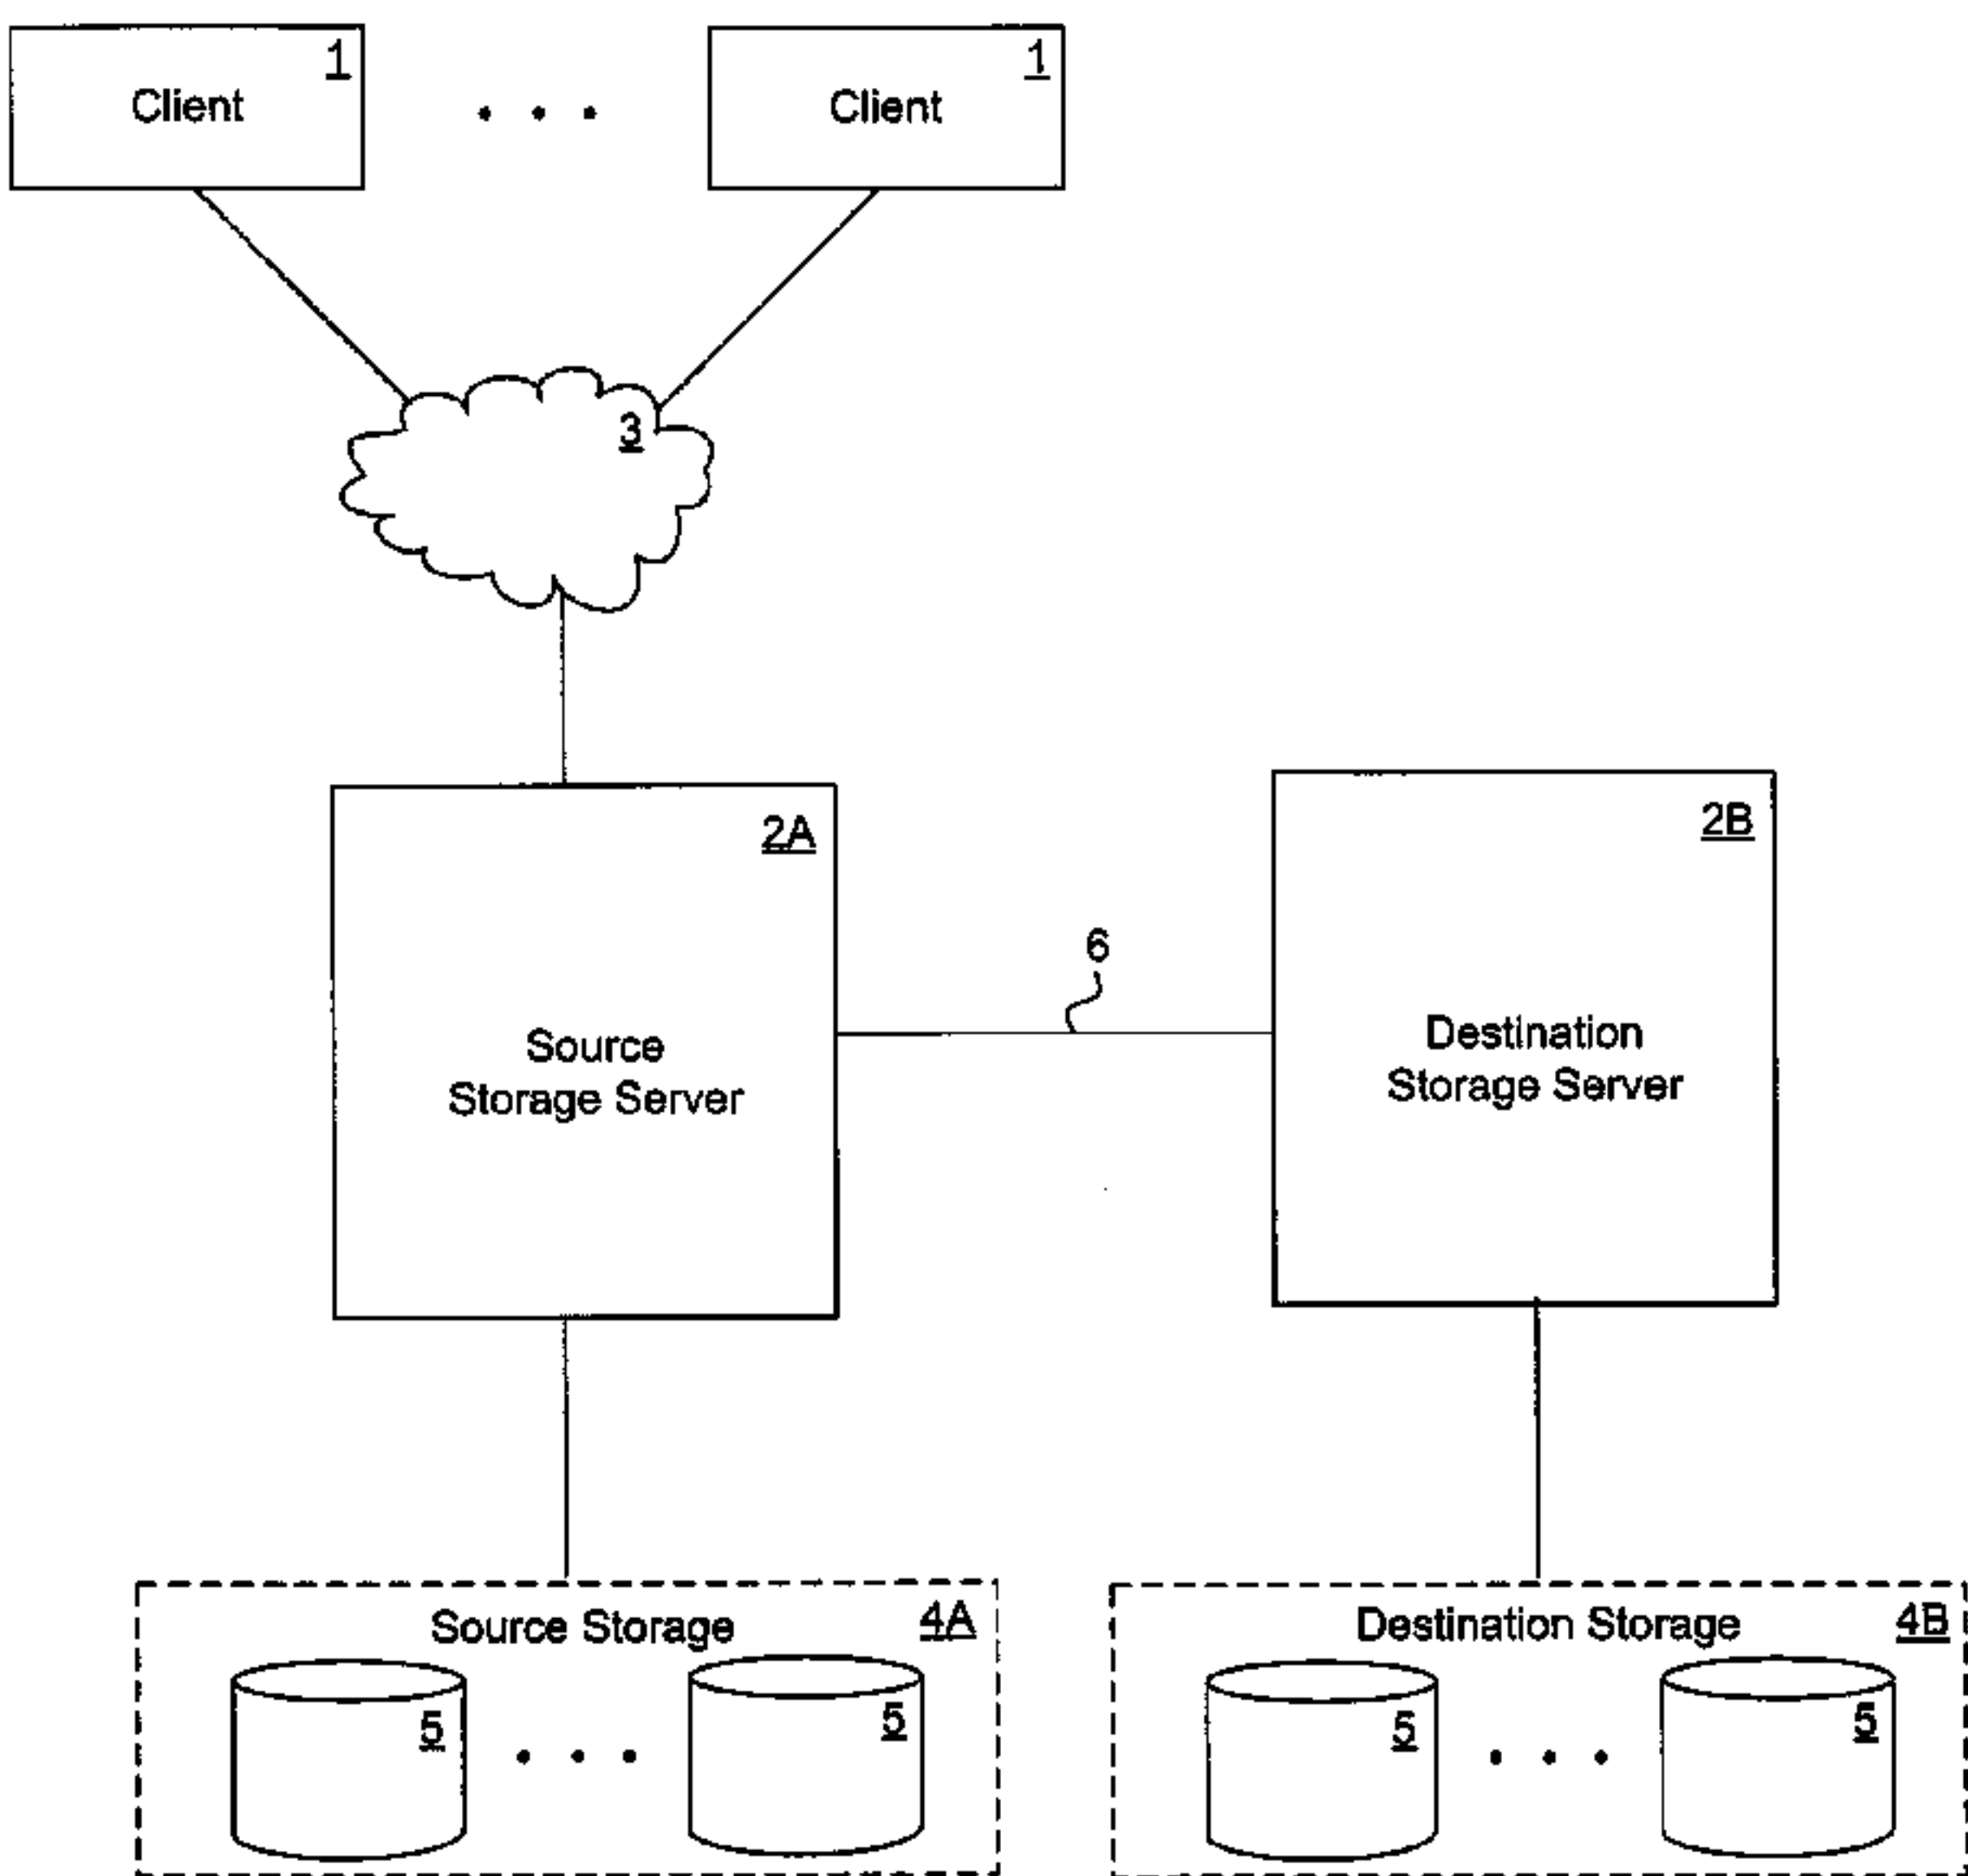 1
Client
1
Client
3
2A
Source
Storage Server
6
2B
Destination
Storage Server
Source Storage
4A
5
5
Destination Storage
4B
5
5